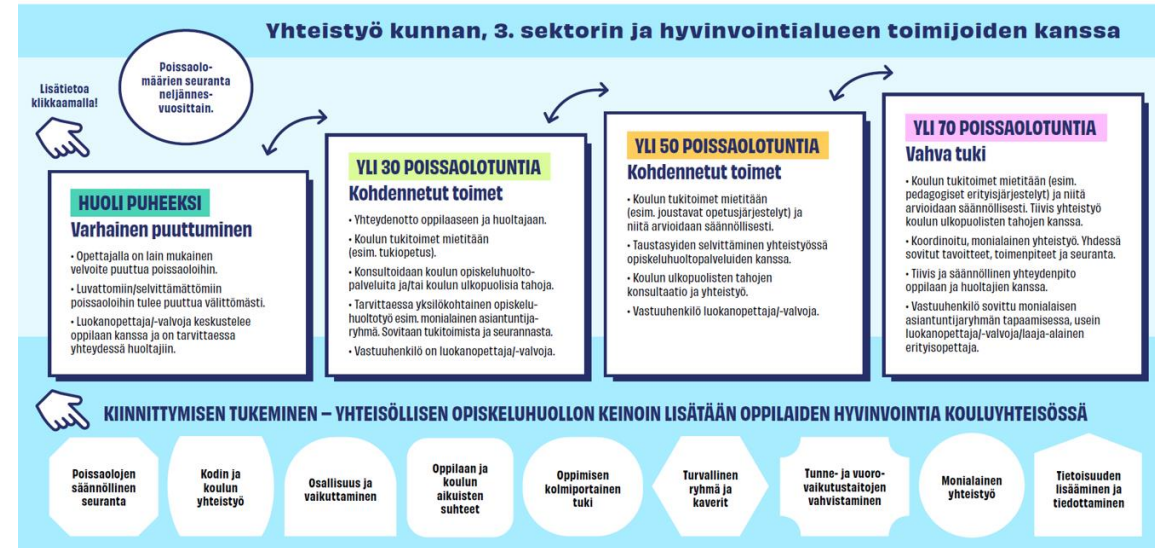 Yhteistyö kunnan, 3. sektorin ja hyvinvointialueen toimijoiden kanssa
Lisätietoa
klikkaamalla!
Poissaolo-
määrien seuranta
neljännes-
vuosittain.
HUOLI PUHEEKSI
Varhainen puuttuminen
• Opettajalla on lain mukainen
velvoite puuttua poissaoloihin.
• Luvattomiin/selvittämättömiin
poissaoloihin tulee puuttua välittömästi.
• Luokanopettaja/-valvoja keskustelee
oppilaan kanssa ja on tarvittaessa
yhteydessä huoltajiin.
YLI 30 POISSAOLOTUNTIA
Kohdennetut toimet
• Yhteydenotto oppilaaseen ja huoltajaan.
• Koulun tukitoimet mietitään
(esim. tukiopetus).
• Konsultoidaan koulun opiskeluhuolto-
palveluita ja/tai koulun ulkopuolisia tahoja.
• Tarvittaessa yksilökohtainen opiskelu-
huoltotyö esim. monialainen asiantuntija-
ryhmä. Sovitaan tukitoimista ja seurannasta.
• Vastuuhenkilö on luokanopettaja/-valvoja.
YLI 50 POISSAOLOTUNTIA
Kohdennetut toimet
• Koulun tukitoimet mietitään
(esim. joustavat opetusjärjestelyt) ja
niitä arvioidaan säännöllisesti.
• Taustasyiden selvittäminen yhteistyössä
opiskeluhuoltopalveluiden kanssa.
• Koulun ulkopuolisten tahojen
konsultaatio ja yhteistyö.
• Vastuuhenkilö luokanopettaja/-valvoja.
YLI 70 POISSAOLOTUNTIA
Vahva tuki
• Koulun tukitoimet mietitään (esim.
pedagogiset erityisjärjestelyt) ja niitä
arvioidaan säännöllisesti. Tiivis yhteistyö
koulun ulkopuolisten tahojen kanssa.
• Koordinoitu, monialainen yhteistyö. Yhdessä
sovitut tavoitteet, toimenpiteet ja seuranta.
• Tiivis ja säännöllinen yhteydenpito
oppilaan ja huoltajien kanssa.
• Vastuuhenkilö sovittu monialaisen
asiantuntijaryhmän tapaamisessa, usein
luokanopettaja/-valvoja/laaja-alainen
erityisopettaja.
KIINNITTYMISEN TUKEMINEN – YHTEISÖLLISEN OPISKELUHUOLLON KEINOIN LISÄTÄÄN OPPILAIDEN HYVINVOINTIA KOULUYHTEISÖSSÄ
Poissaolojen
säännöllinen
seuranta
Kodin ja
koulun
yhteistyö
Osallisuus ja
vaikuttaminen
Oppilaan ja
koulun
aikuisten
suhteet
Oppimisen
kolmiportainen
tuki
Turvallinen
ryhmä ja
kaverit
Tunne- ja vuoro-
vaikutustaitojen
vahvistaminen
Monialainen
yhteistyö
Tietoisuuden
lisääminen ja
tiedottaminen